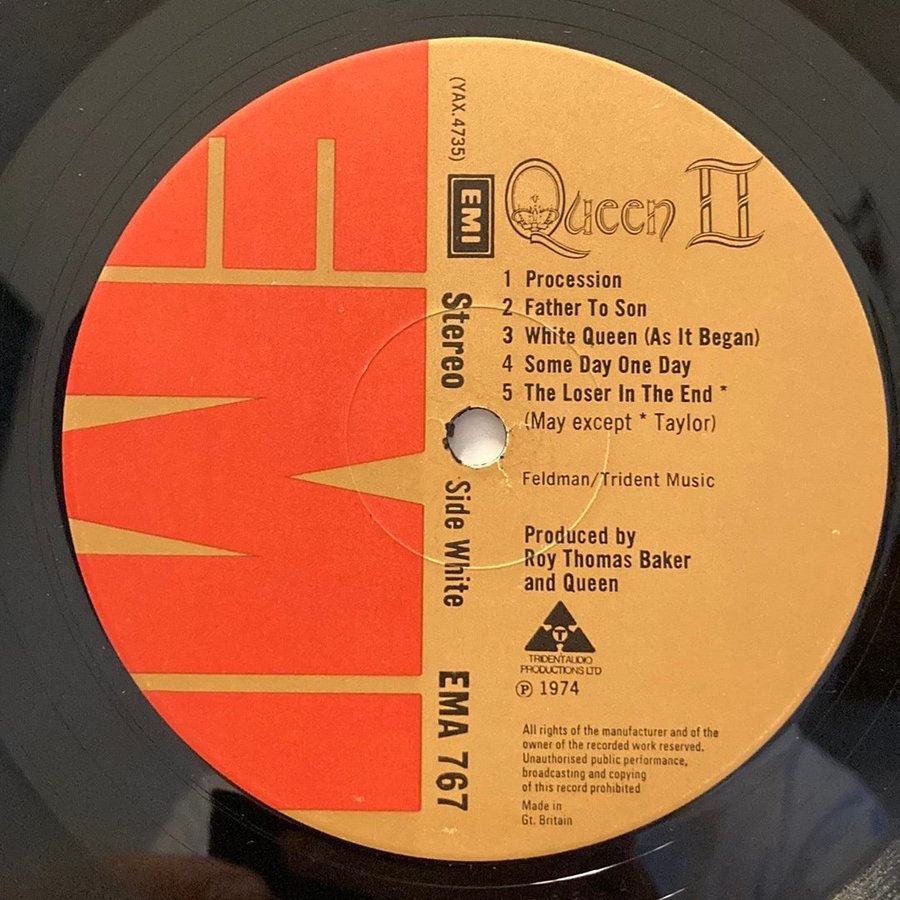 (YAX.4735)
EMI
Stereo
Side White
EMA 767
EMI
Queen II
1 Procession
2 Father To Son
3 White Queen (As It Began)
4 Some Day One Day
5 The Loser In The End *
(May except * Taylor)
Feldman/Trident Music
Produced by
Roy Thomas Baker
and Queen
T
TRIDENT AUDIO
PRODUCTIONS LTD
Ⓟ 1974
All rights of the manufacturer and of the
owner of the recorded work reserved.
Unauthorised public performance,
broadcasting and copying
of this record prohibited
Made in
Gt. Britain